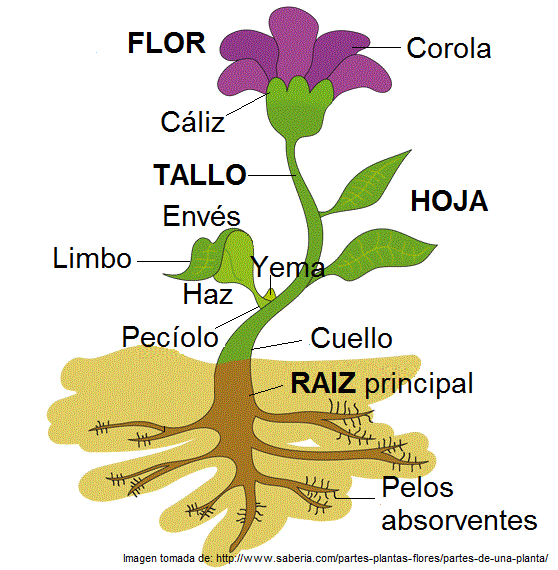 FLOR
Corola
Cáliz
TALLO
HOJA
Envés
Limbo
Yema
Haz
Pecíolo
Cuello
RAIZ principal
Pelos
absorventes
Imagen tomada de: http://www.saberia.com/partes-plantas-flores/partes-de-una-planta/